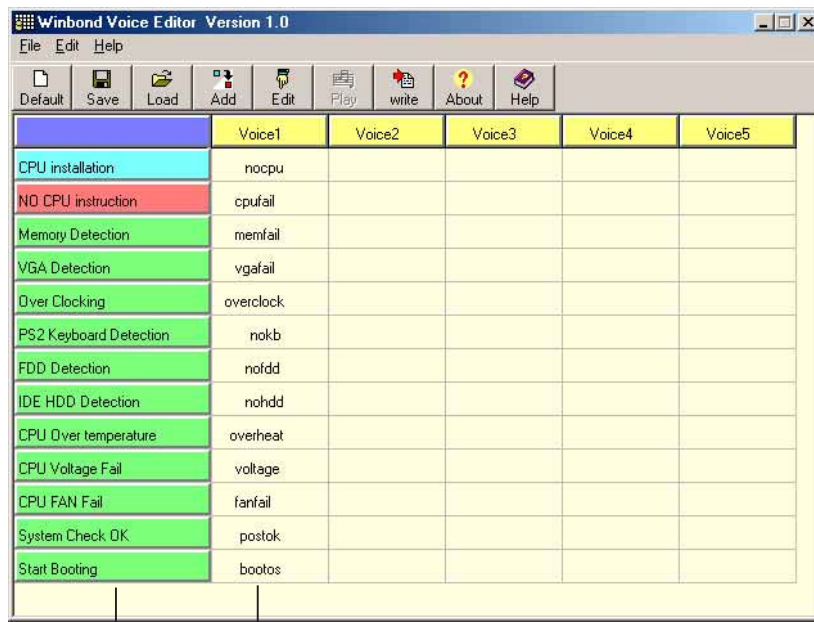 Winbond Voice Editor Version 1.0
File Edit Help
Default Save Load Add Edit Play write About Help
Voice1 Voice2 Voice3 Voice4 Voice5
CPU installation nocpu
NO CPU instruction cpufail
Memory Detection memfail
VGA Detection vgafail
Over Clocking overclock
PS2 Keyboard Detection nokb
FDD Detection nofdd
IDE HDD Detection nohdd
CPU Over temperature overheat
CPU Voltage Fail voltage
CPU FAN Fail fanfail
System Check OK postok
Start Booting bootos